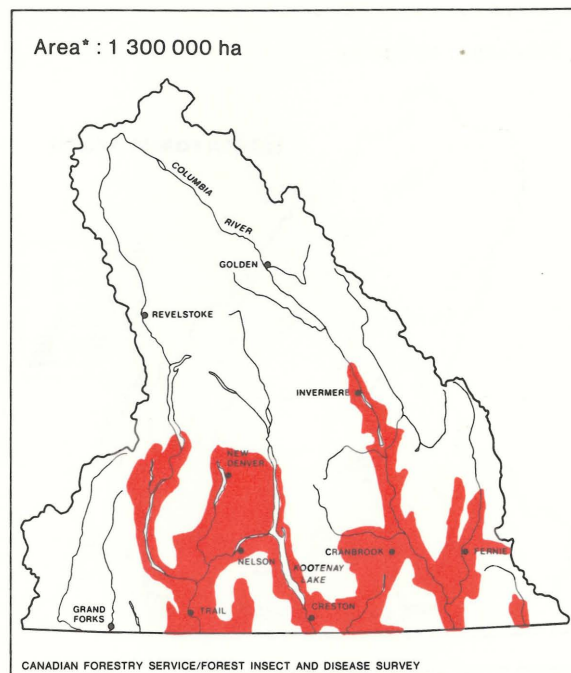 Area* : 1 300 000 ha
COLUMBIA
RIVER
GOLDEN
REVELSTOKE
INVERMERE
NEW
DENVER
CRANBROOK
FERNIE
NELSON
KOOTENAY
LAKE
GRAND
FORKS
TRAIL
CRESTON
CANADIAN FORESTRY SERVICE/FOREST INSECT AND DISEASE SURVEY